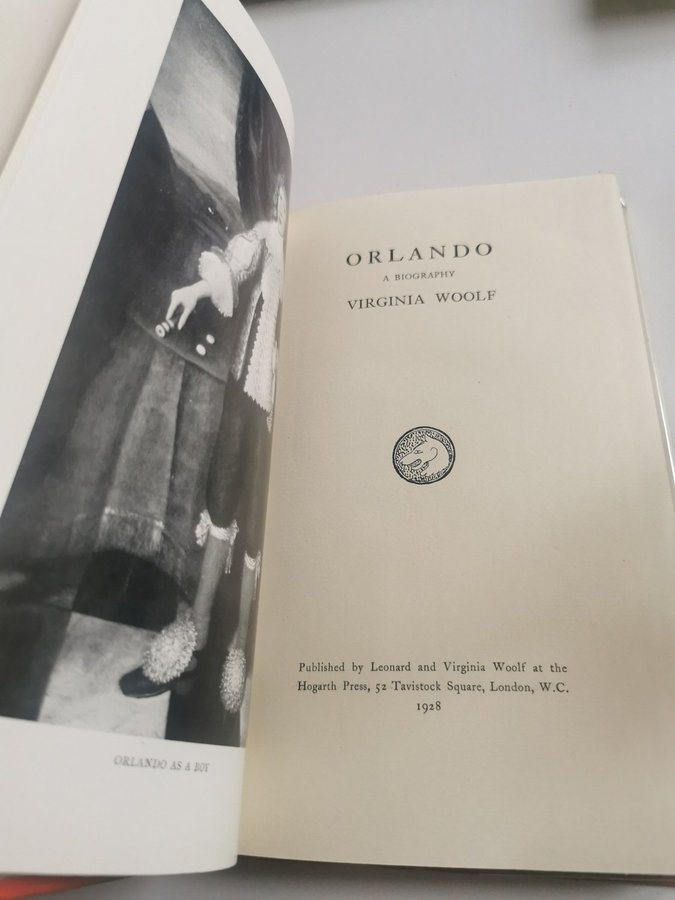 ORLANDO AS A BOY
ORLANDO
A BIOGRAPHY
VIRGINIA WOOLF
Published by Leonard and Virginia Woolf at the
Hogarth Press, 52 Tavistock Square, London, W.C.
1928